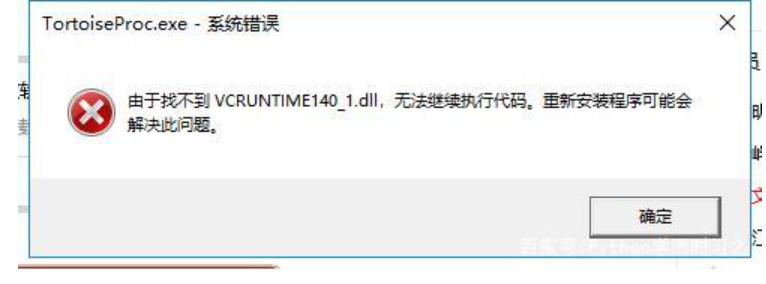 TortoiseProc.exe - 系统错误
由于找不到 VCRUNTIME140_1.dll，无法继续执行代码。重新安装程序可能会
解决此问题。
确定